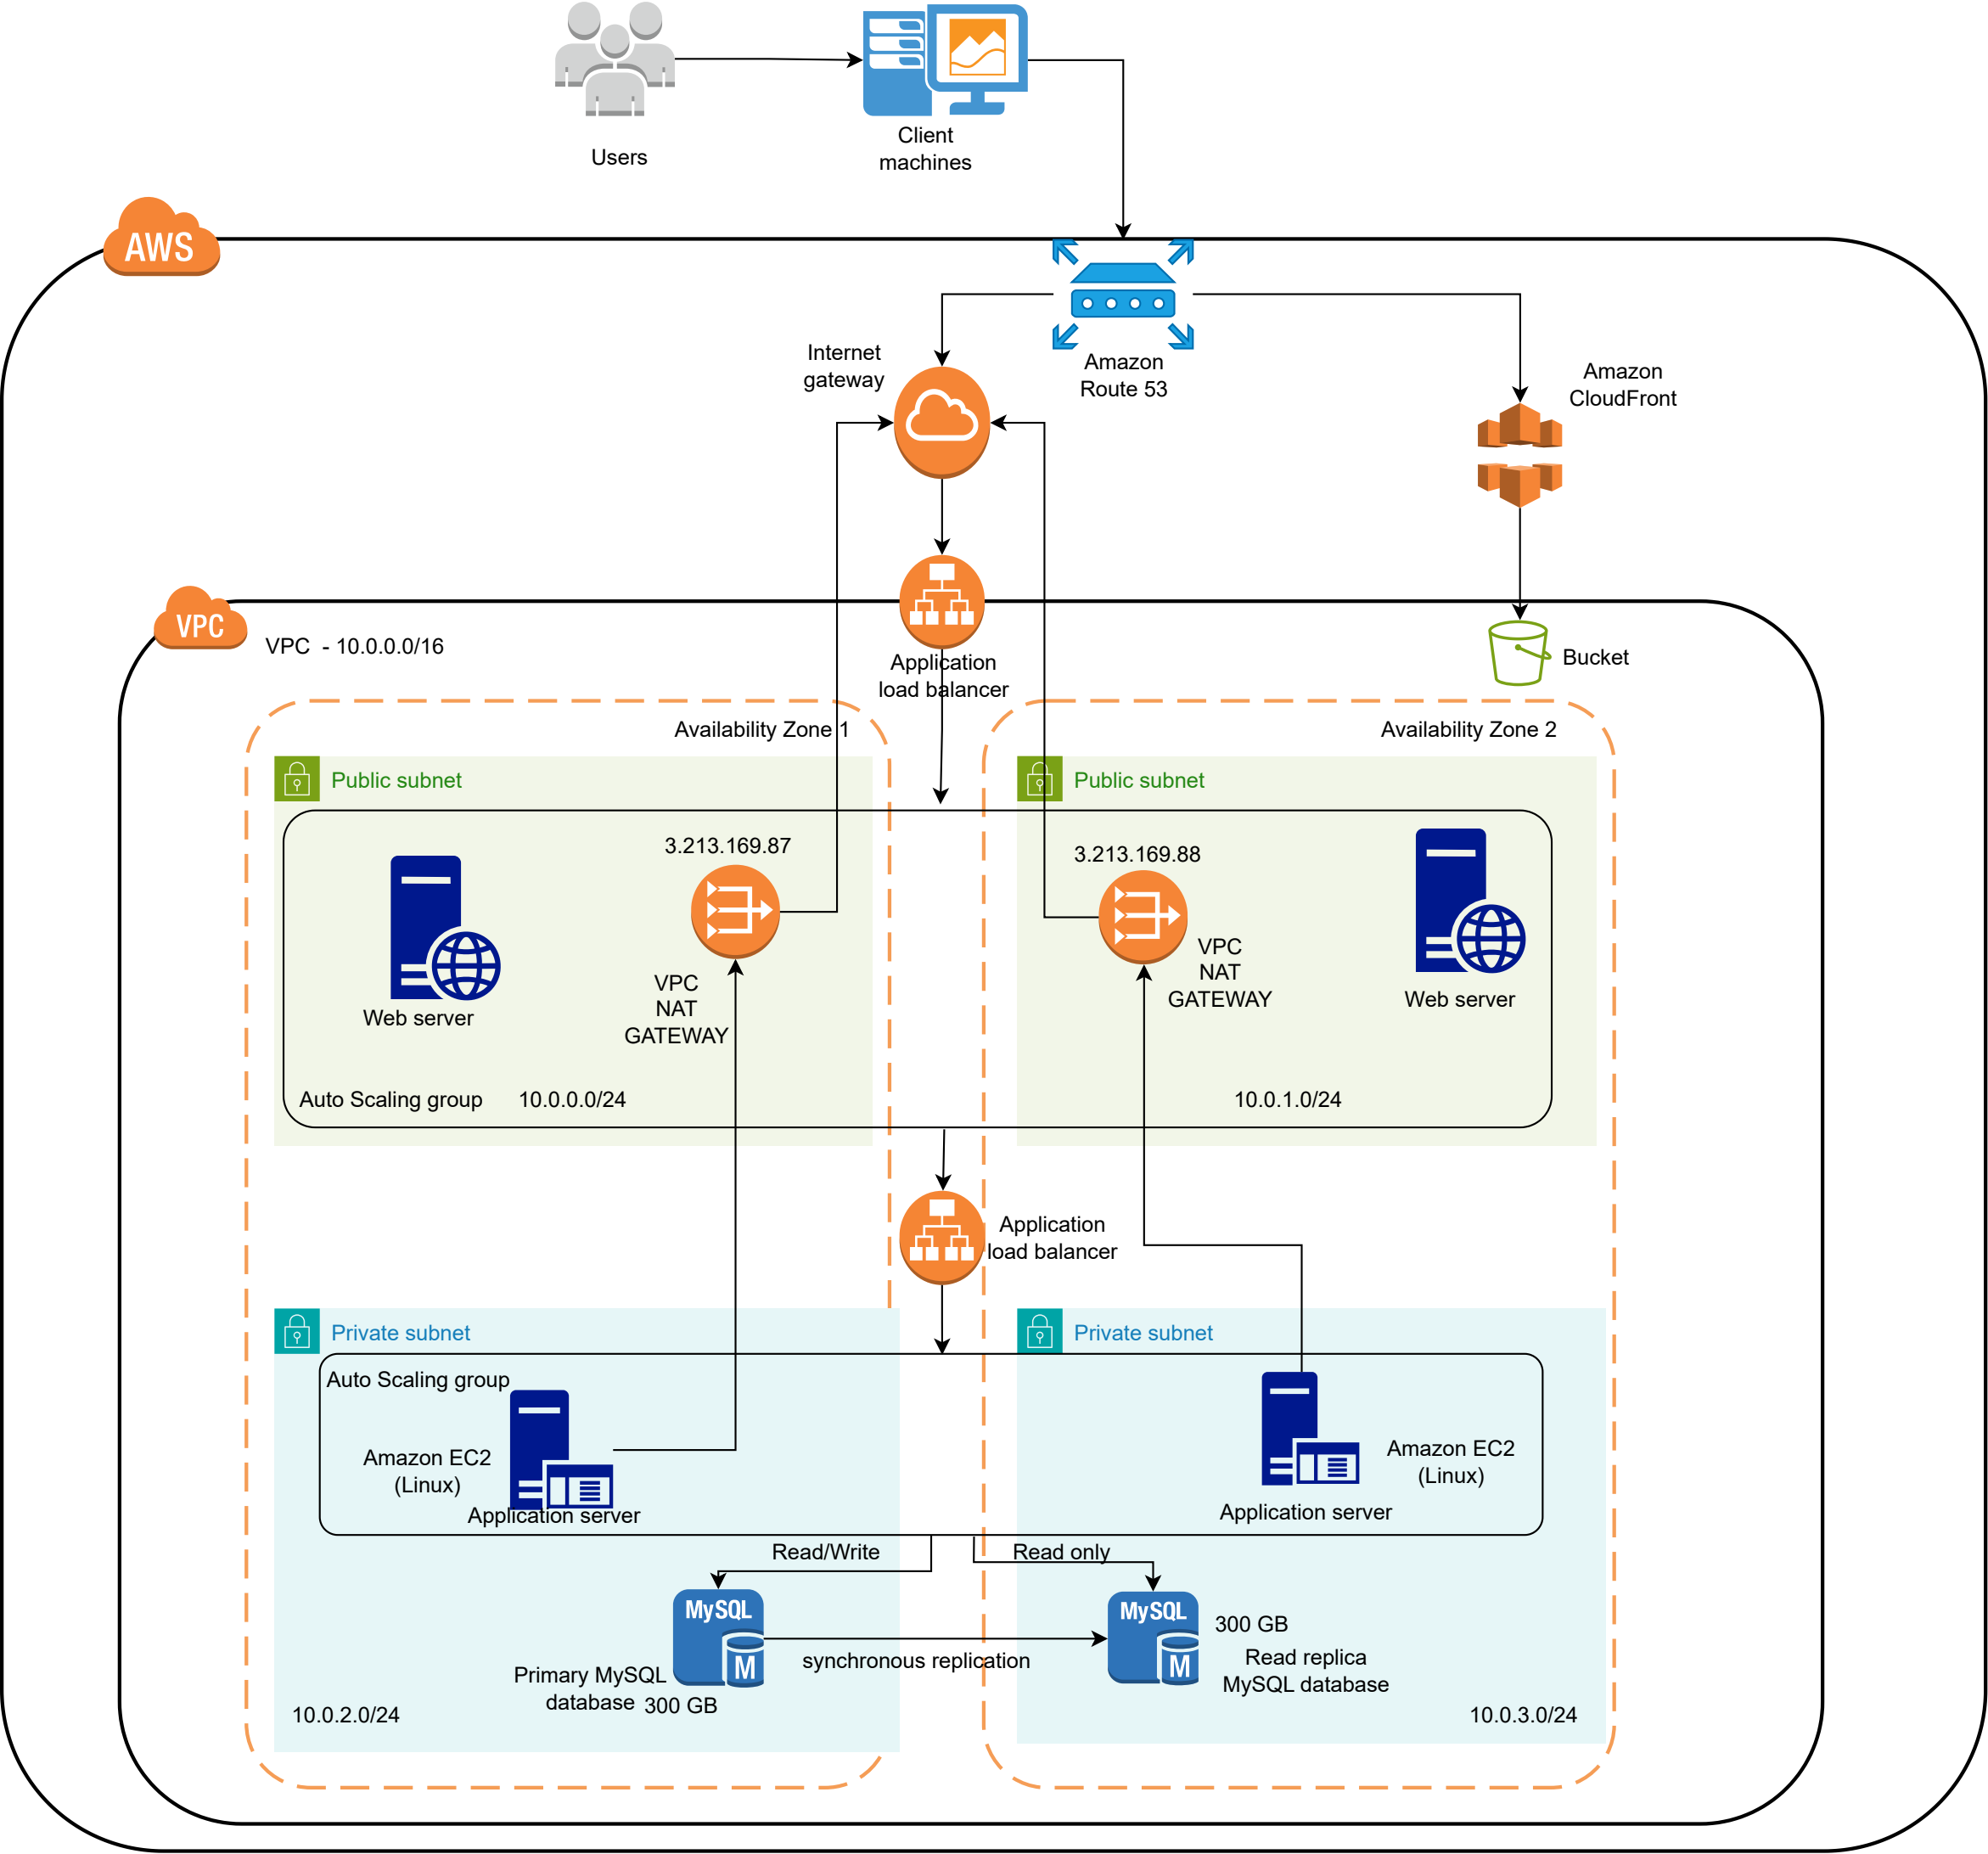 Users
Client
machines
AWS
Amazon
Route 53
Internet
gateway
Amazon
CloudFront
VPC
VPC - 10.0.0.0/16
Application
load balancer
Bucket
Availability Zone 1
Availability Zone 2
Public subnet
Public subnet
3.213.169.87
3.213.169.88
Web server
VPC
NAT
GATEWAY
VPC
NAT
GATEWAY
Web server
Auto Scaling group
10.0.0.0/24
10.0.1.0/24
Application
load balancer
Private subnet
Private subnet
Auto Scaling group
Amazon EC2
(Linux)
Application server
Amazon EC2
(Linux)
Application server
Read/Write
Read only
MySQL
M
MySQL
M
synchronous replication
Primary MySQL
database
300 GB
300 GB
Read replica
MySQL database
10.0.2.0/24
10.0.3.0/24